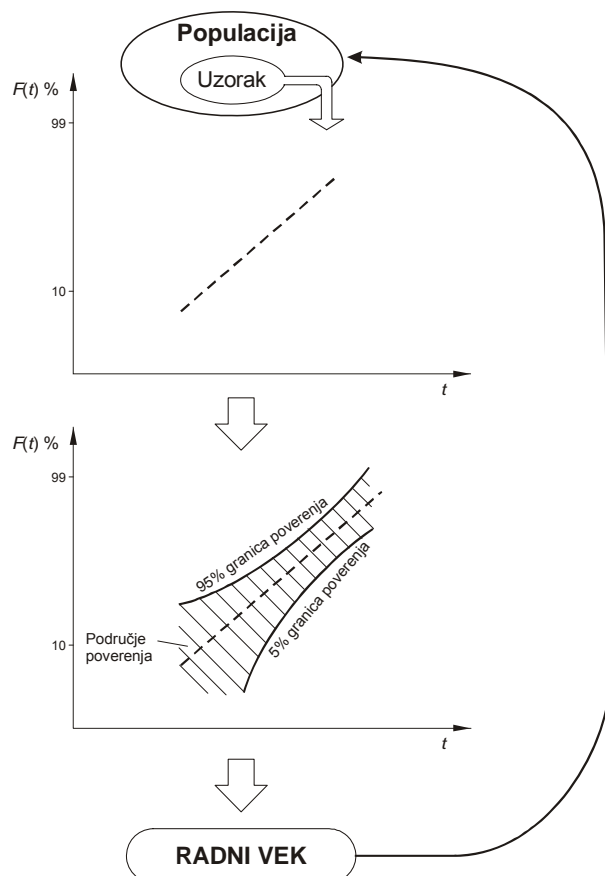 Populacija
Uzorak
F(t) %
99
10
t
F(t) %
99
95% granica poverenja
5% granica poverenja
10
Područje
poverenja
t
RADNI VEK